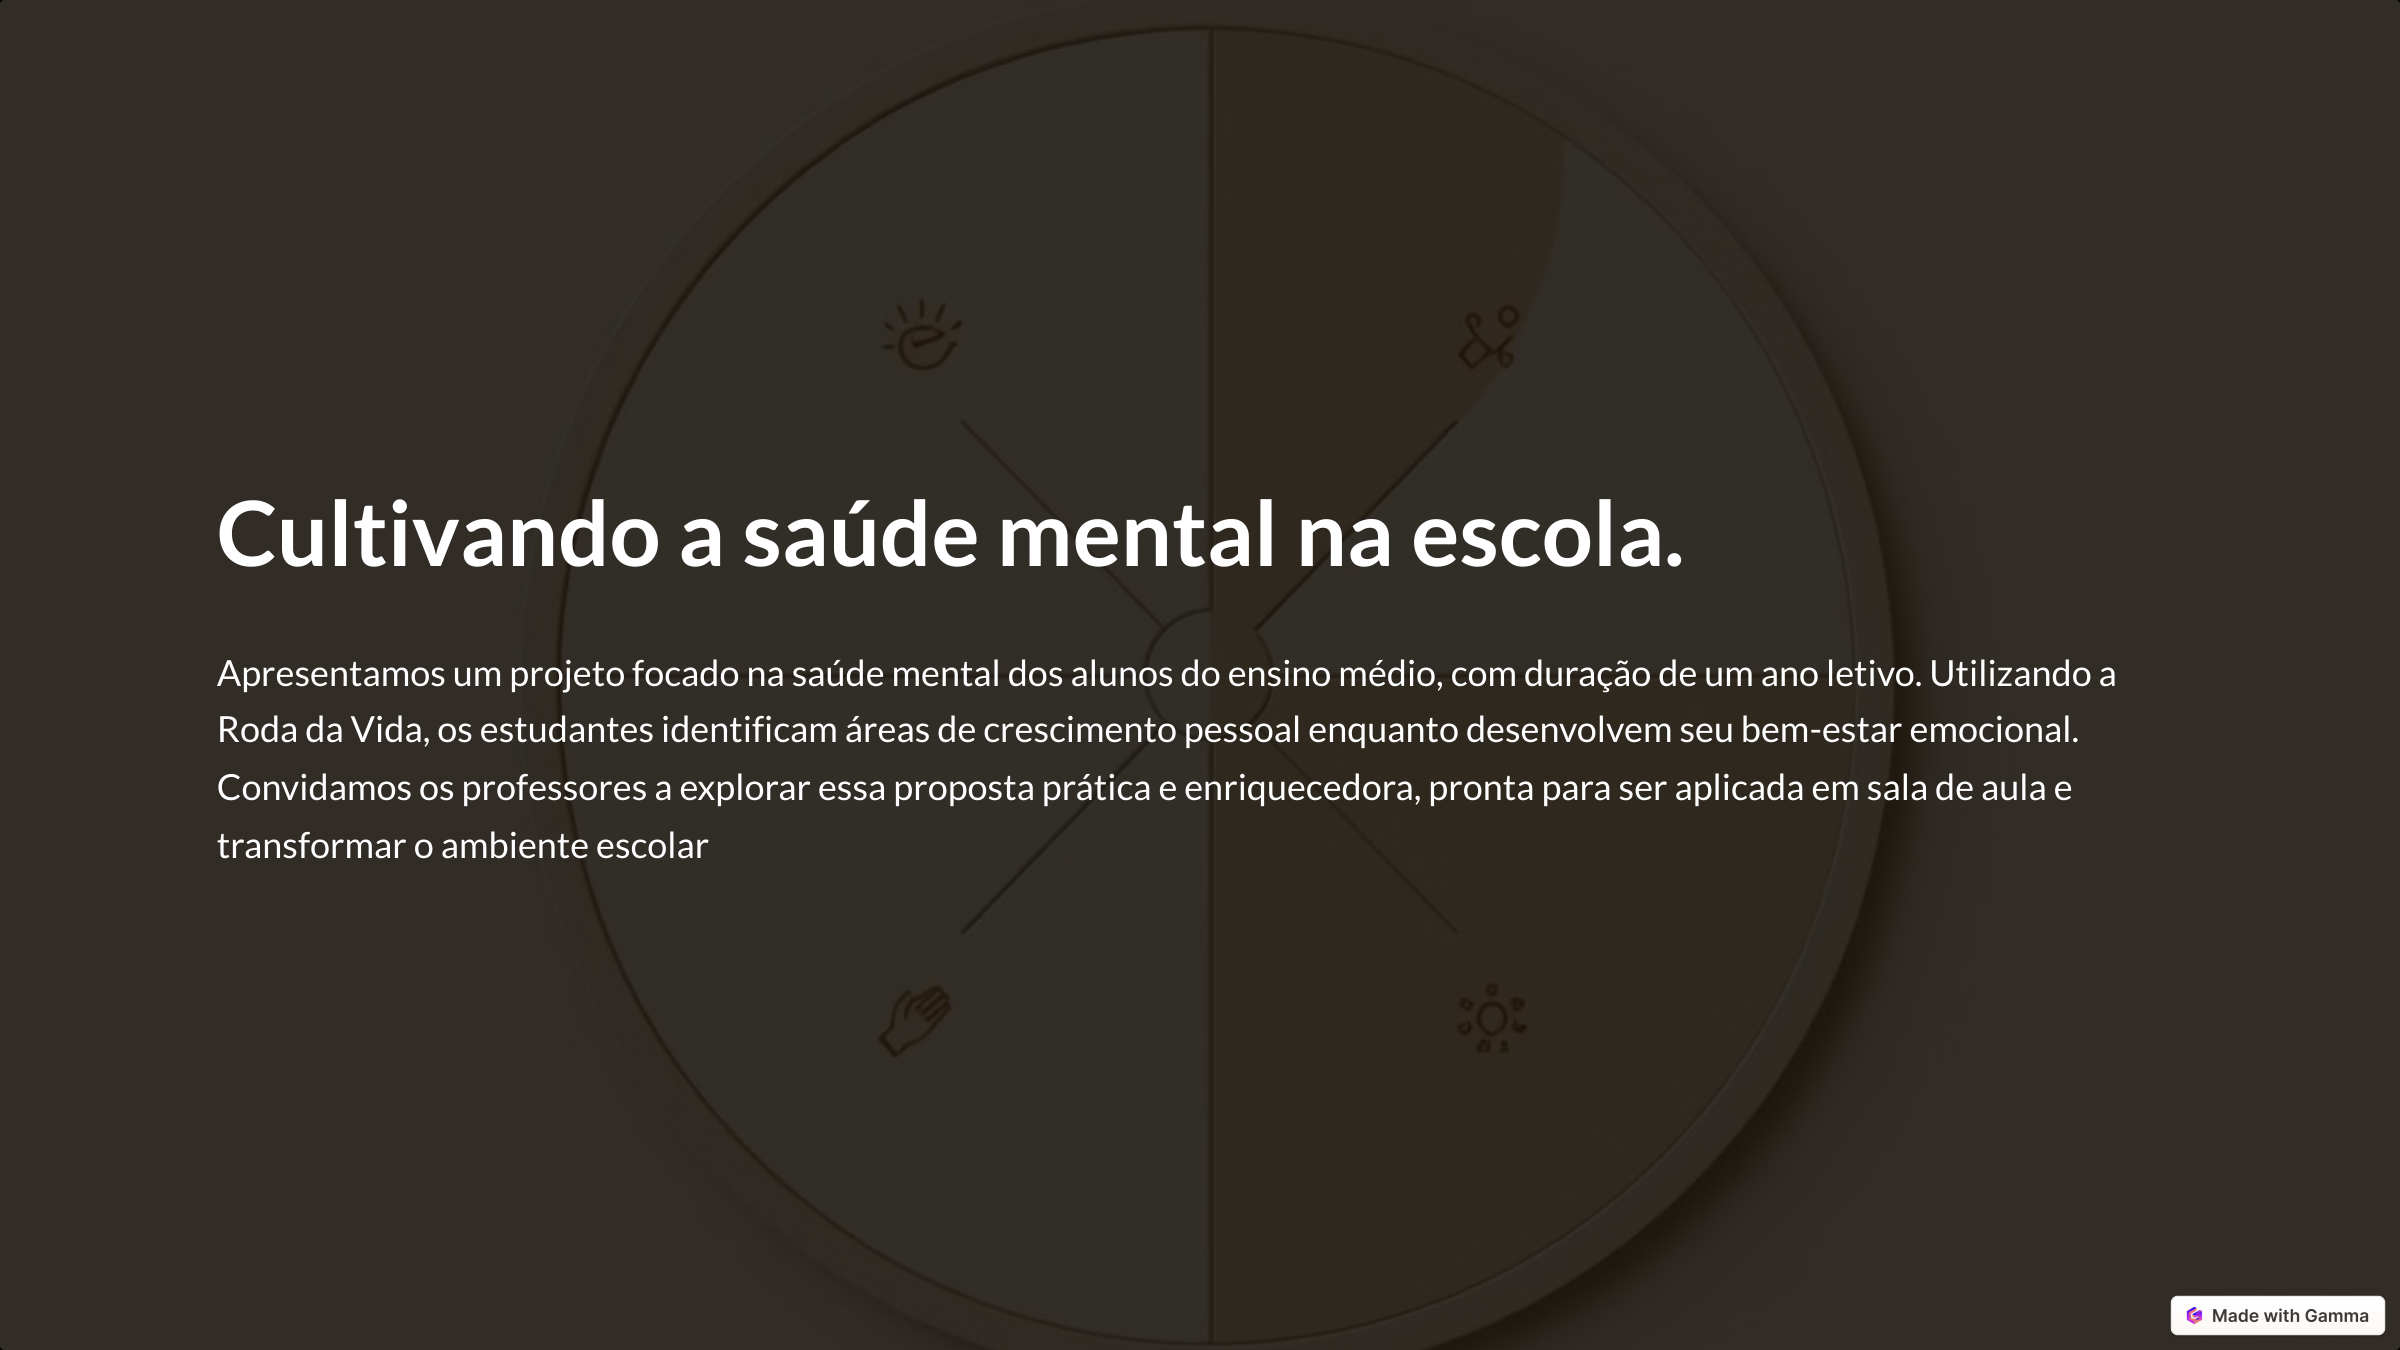 Cultivando a saúde mental na escola.
Apresentamos um projeto focado na saúde mental dos alunos do ensino médio, com duração de um ano letivo. Utilizando a
Roda da Vida, os estudantes identificam áreas de crescimento pessoal enquanto desenvolvem seu bem-estar emocional.
Convidamos os professores a explorar essa proposta prática e enriquecedora, pronta para ser aplicada em sala de aula e
transformar o ambiente escolar
Made with Gamma